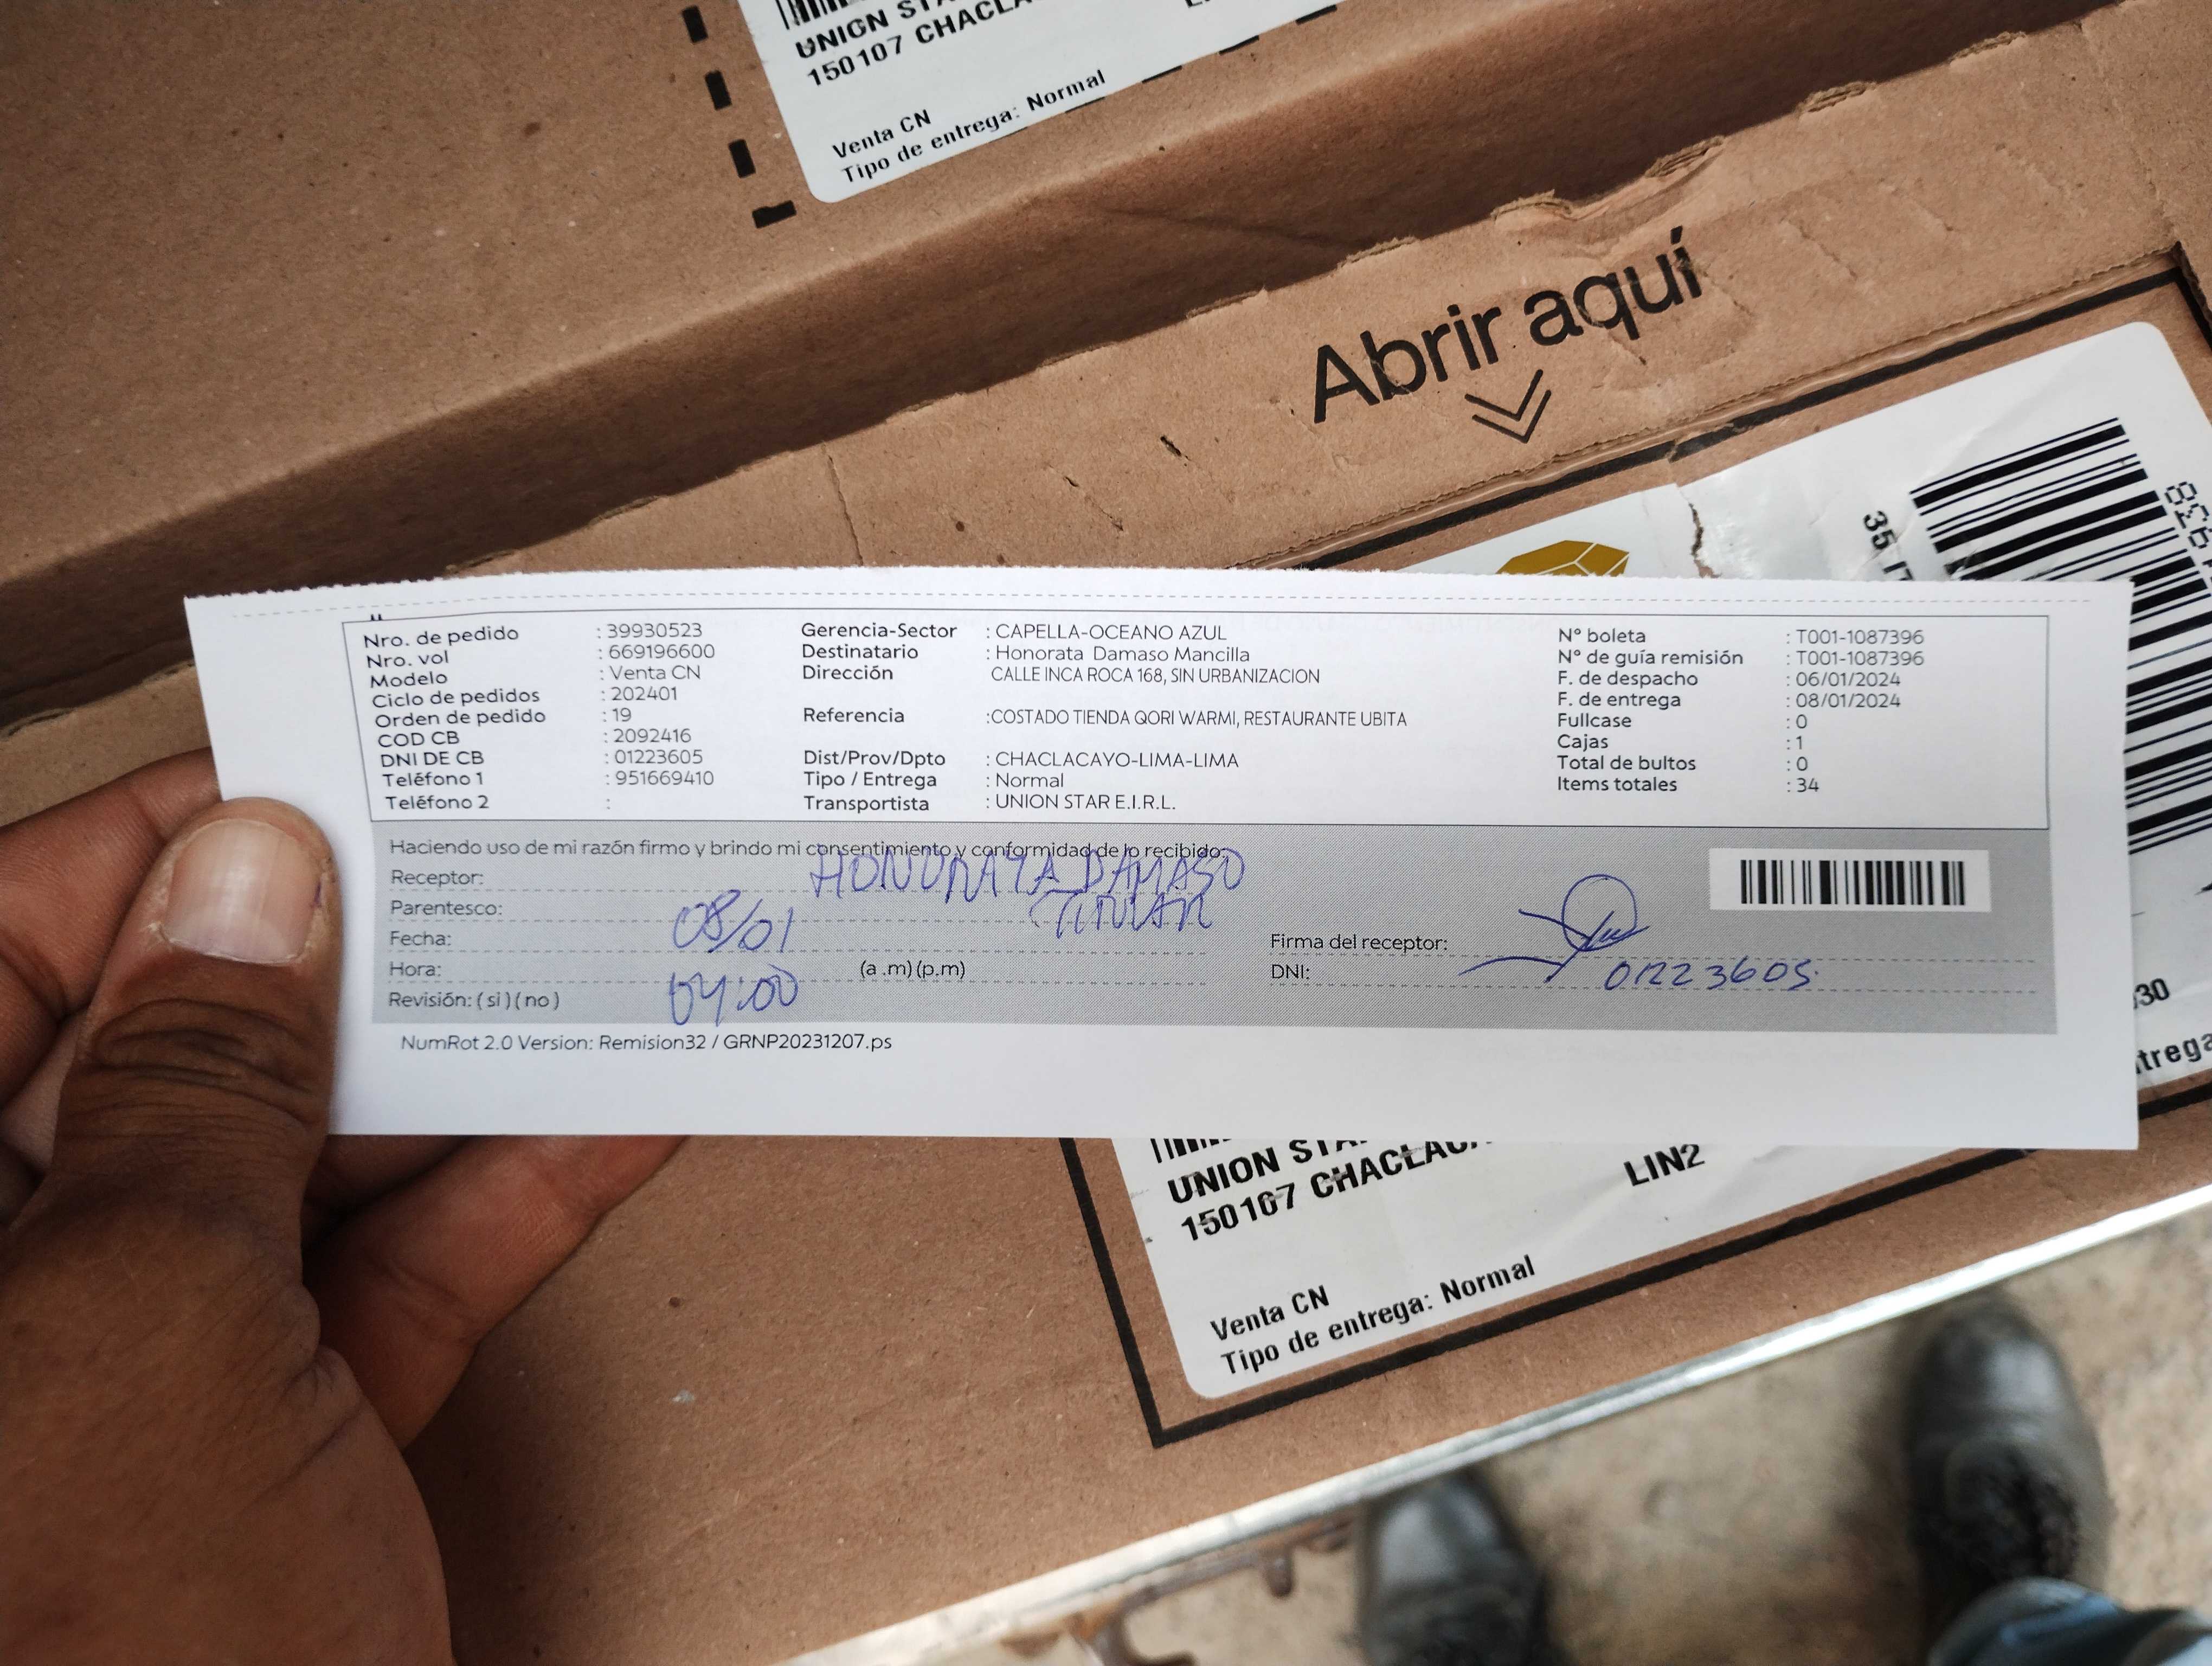 UNION ST
150107 CHACLA
Venta CN
Tipo de entrega: Normal
Abrir aquí
Nro. de pedido : 39930523
Nro. vol : 669196600
Modelo : Venta CN
Ciclo de pedidos : 202401
Orden de pedido : 19
COD CB : 2092416
DNI DE CB : 01223605
Teléfono 1 : 951669410
Teléfono 2 :
Gerencia-Sector : CAPELLA-OCEANO AZUL
Destinatario : Honorata Damaso Mancilla
Dirección CALLE INCA ROCA 168, SIN URBANIZACION
Referencia :COSTADO TIENDA QORI WARMI, RESTAURANTE UBITA
Dist/Prov/Dpto : CHACLACAYO-LIMA-LIMA
Tipo / Entrega : Normal
Transportista : UNION STAR E.I.R.L.
N° boleta : T001-1087396
N° de guía remisión : T001-1087396
F. de despacho : 06/01/2024
F. de entrega : 08/01/2024
Fullcase : 0
Cajas : 1
Total de bultos : 0
Items totales : 34
Haciendo uso de mi razón firmo y brindo mi consentimiento y conformidad de lo recibido:
Receptor: HONORATA DAMASO
Parentesco:
Fecha: 08/01
Hora: 04:00 (a .m) (p.m)
Revisión: ( si ) ( no )
Firma del receptor:
DNI: 01223605
NumRot 2.0 Version: Remision32 / GRNP20231207.ps
UNION STA
150107 CHACLAC
LIN2
Venta CN
Tipo de entrega: Normal